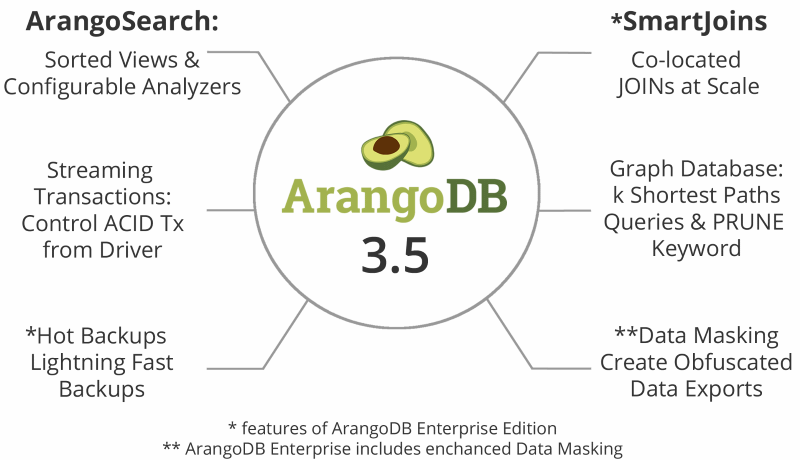 ArangoSearch:
Sorted Views &
Configurable Analyzers
*SmartJoins
Co-located
JOINs at Scale
Streaming
Transactions:
Control ACID Tx
from Driver
ArangoDB
3.5
Graph Database:
k Shortest Paths
Queries & PRUNE
Keyword
*Hot Backups
Lightning Fast
Backups
**Data Masking
Create Obfuscated
Data Exports
* features of ArangoDB Enterprise Edition
** ArangoDB Enterprise includes enchanced Data Masking